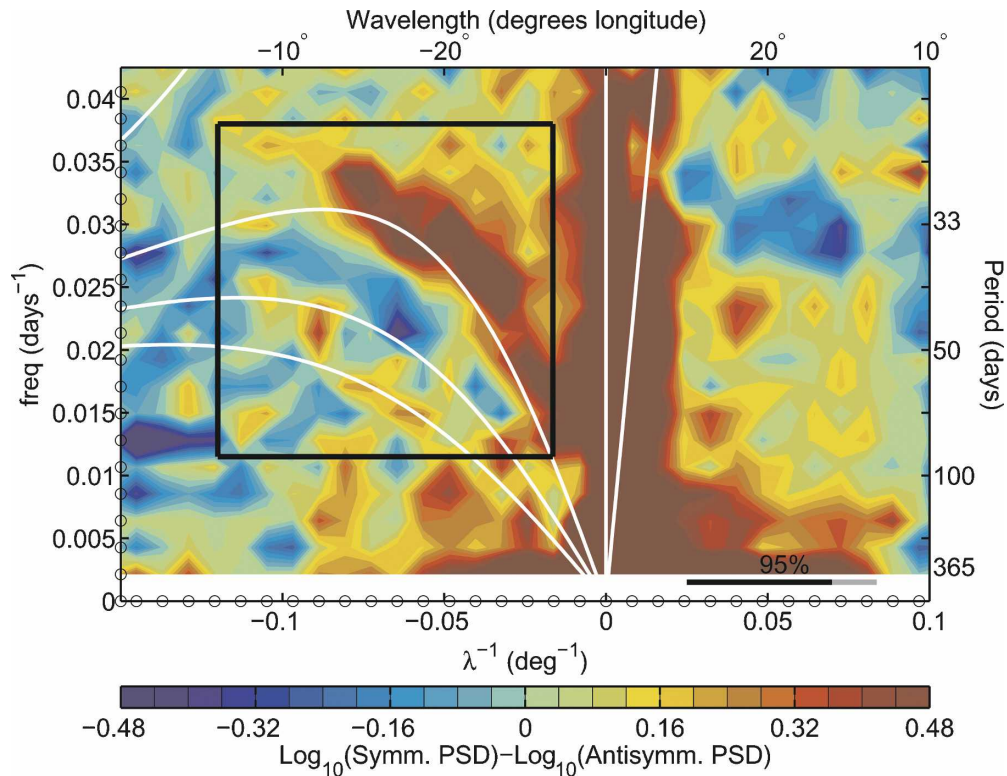 Wavelength (degrees longitude)
−10° −20° 20° 10°
0.04
0.035
0.03
0.025
0.02
0.015
0.01
0.005
0
freq (days⁻¹)
33
50
100
365
Period (days)
95%
−0.1 −0.05 0 0.05 0.1
λ⁻¹ (deg⁻¹)
−0.48 −0.32 −0.16 0 0.16 0.32 0.48
Log₁₀(Symm. PSD)−Log₁₀(Antisymm. PSD)